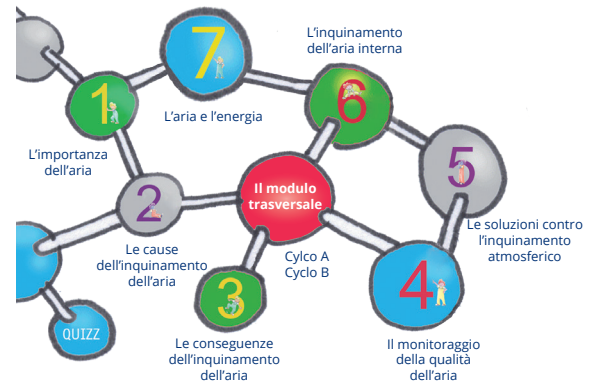 7
L'aria e l'energia
L'inquinamento
dell'aria interna
6
1
L'importanza
dell'aria
2
Le cause
dell'inquinamento
dell'aria
Il modulo
trasversale
Cylco A
Cyclo B
5
Le soluzioni contro
l'inquinamento
atmosferico
3
Le conseguenze
dell'inquinamento
dell'aria
4
Il monitoraggio
della qualità
dell'aria
QUIZZ